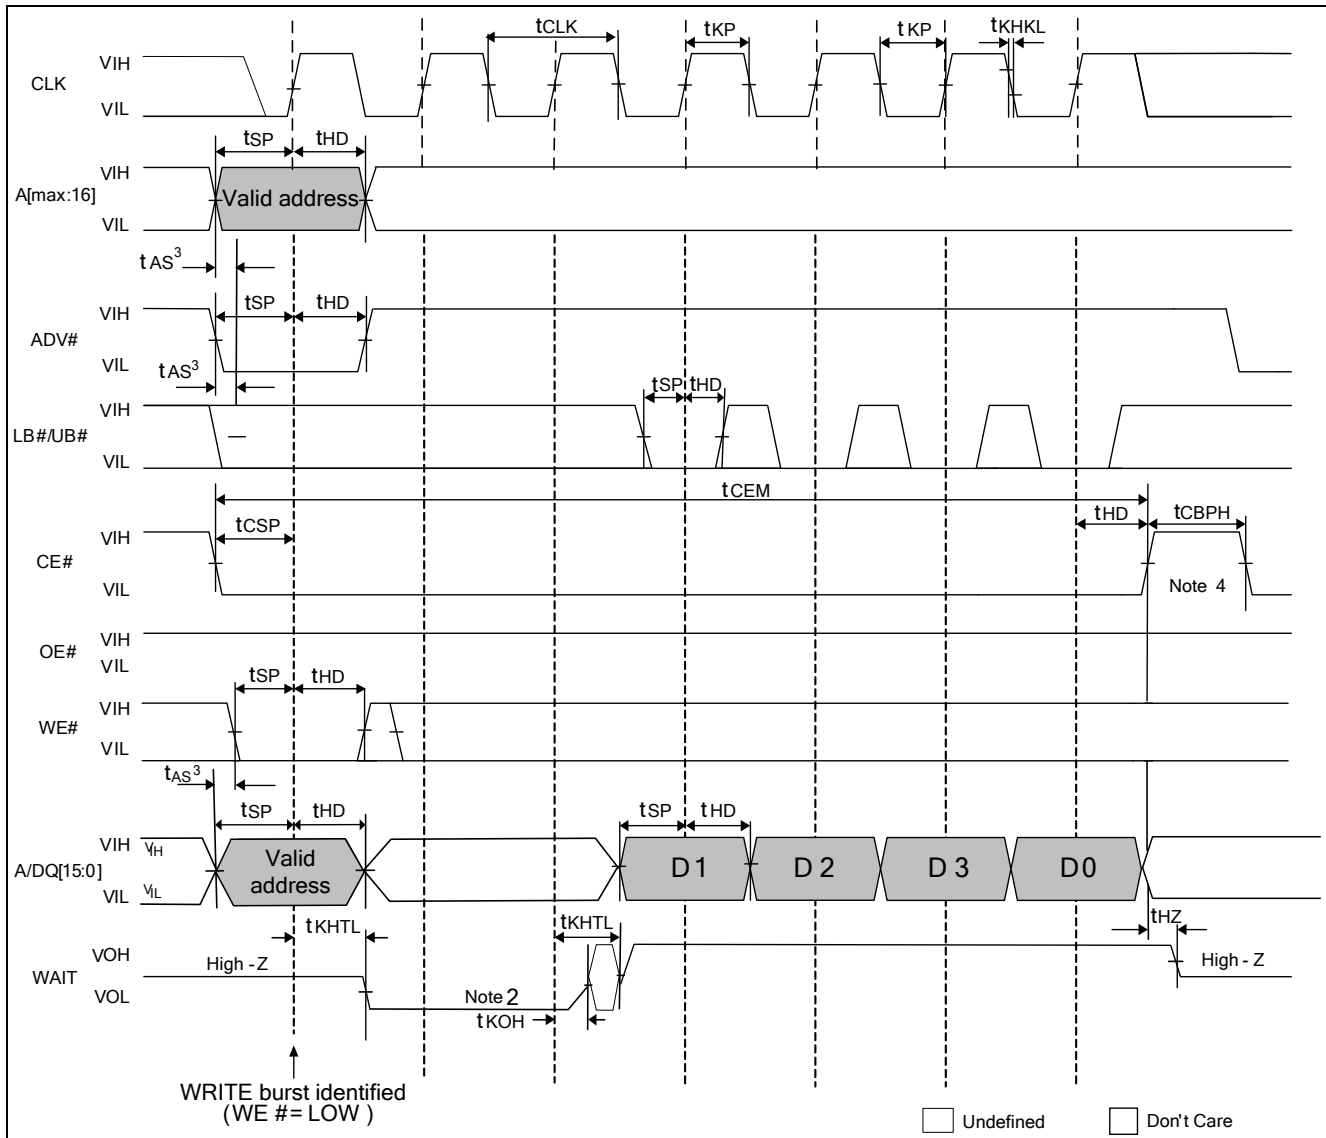 tCLK tKP tKP tKHKL
VIH
CLK
VIL
tSP tHD
VIH
A[max:16] Valid address
VIL
tAS3
tSP tHD
VIH
ADV#
VIL
tAS3
tSP tHD
VIH
LB#/UB#
VIL
tCEM
tCSP tHD tCBPH
VIH
CE#
VIL Note 4
VIH
OE#
VIL
tSP tHD
VIH
WE#
VIL
tAS3
tSP tHD tSP tHD
VIH VIH
A/DQ[15:0] Valid address D1 D2 D3 D0
VIL VIL
tKHTL tKHTL tHZ
VOH
WAIT High-Z High-Z
VOL Note 2
tKOH
WRITE burst identified
(WE #= LOW )
Undefined Don't Care